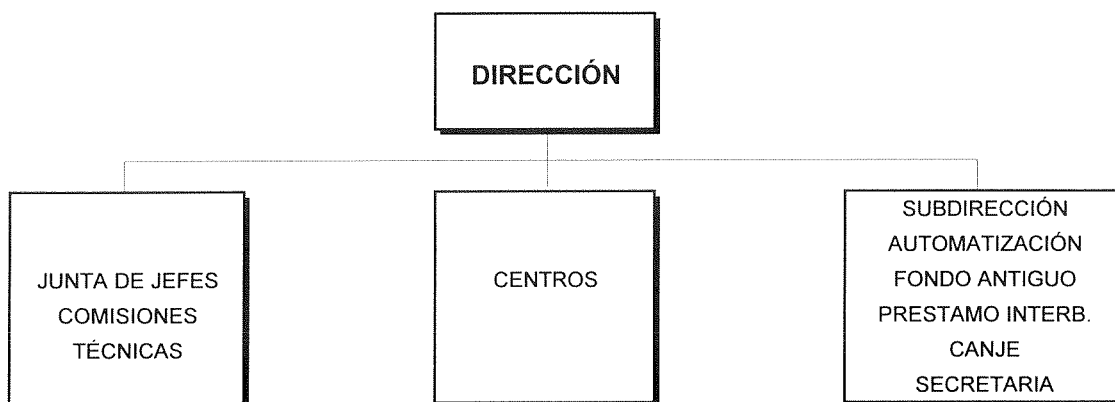 DIRECCIÓN
JUNTA DE JEFES
COMISIONES
TÉCNICAS
CENTROS
SUBDIRECCIÓN
AUTOMATIZACIÓN
FONDO ANTIGUO
PRESTAMO INTERB.
CANJE
SECRETARIA